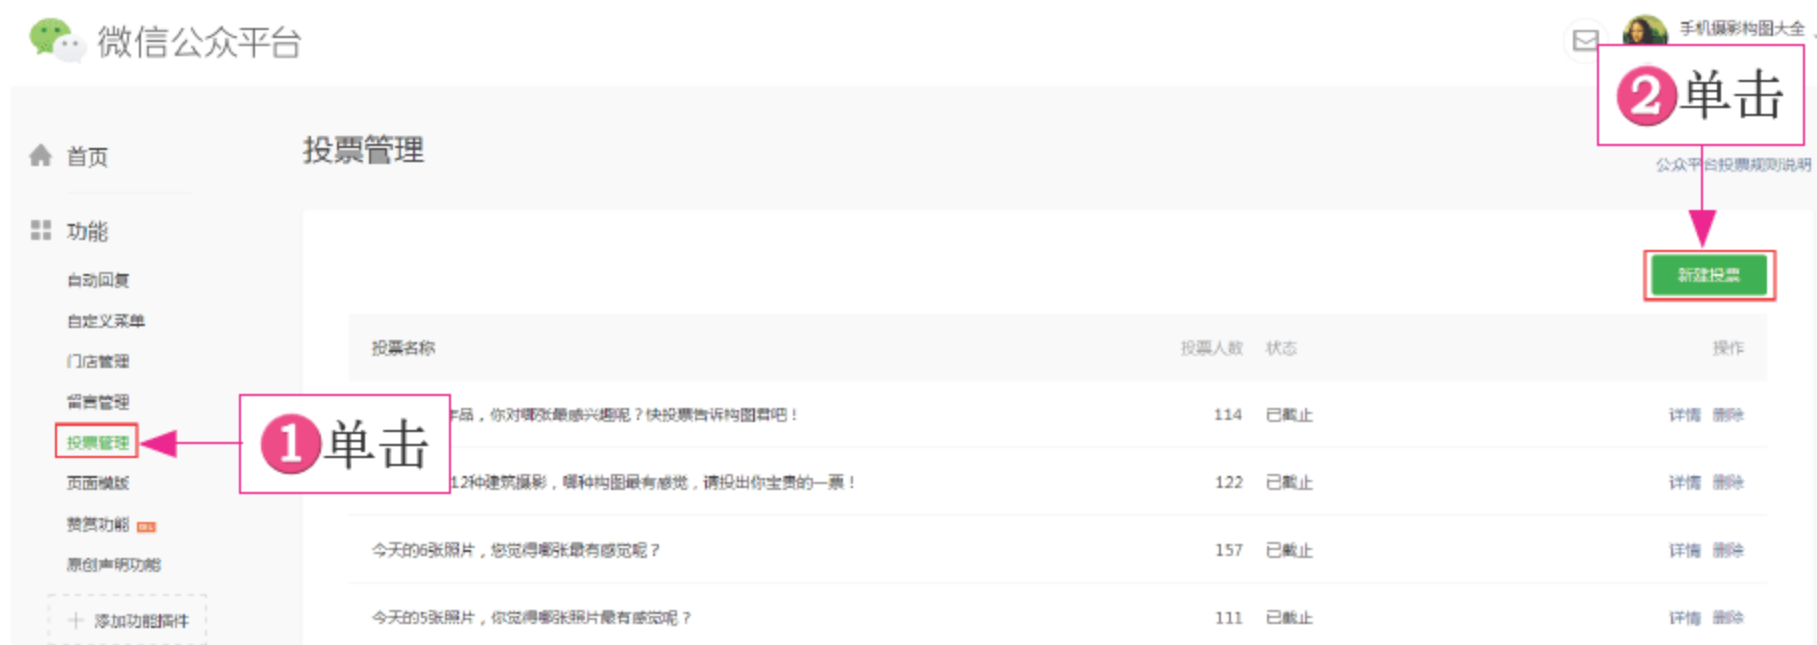 微信公众平台
手机摄影构图大全
2 单击
首页
投票管理
公众平台投票规则说明
功能
自动回复
新建投票
自定义菜单
投票名称 投票人数 状态 操作
门店管理
留言管理
1 单击
作品，你对哪张最感兴趣呢？快投票告诉构图君吧！ 114 已截止 详情 删除
投票管理
页面模版
12种建筑摄影，哪种构图最有感觉，请投出你宝贵的一票！ 122 已截止 详情 删除
赞赏功能
今天的6张照片，您觉得哪张最有感觉呢？ 157 已截止 详情 删除
原创声明功能
添加功能插件
今天的5张照片，你觉得哪张照片最有感觉呢？ 111 已截止 详情 删除